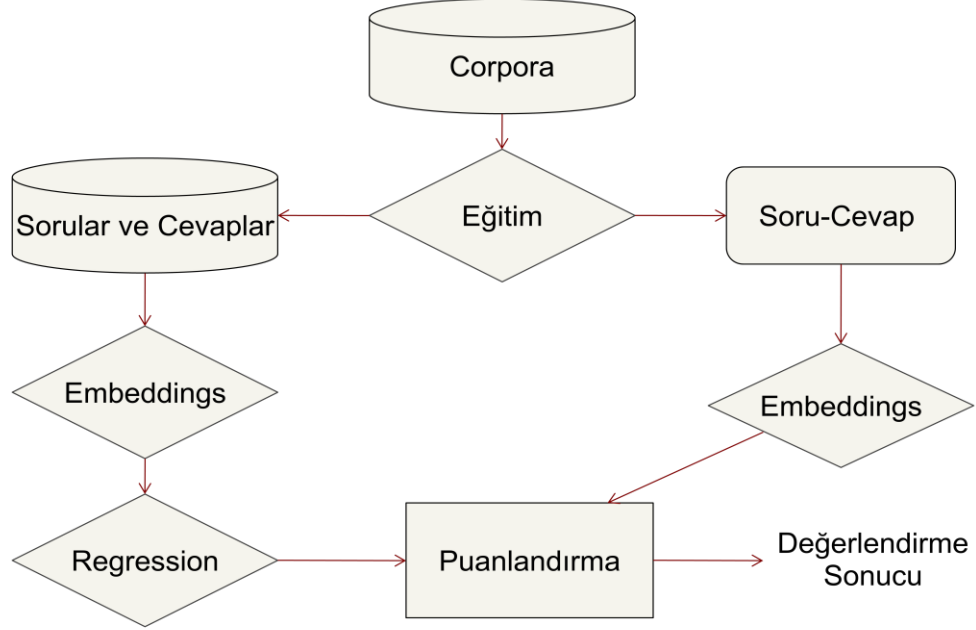 Corpora
Sorular ve Cevaplar
Eğitim
Soru-Cevap
Embeddings
Embeddings
Regression
Puanlandırma
Değerlendirme
Sonucu